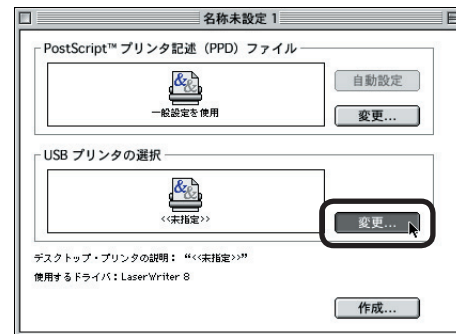 名称未設定 1
PostScript™ プリンタ記述（PPD）ファイル
自動設定
一般設定を使用
変更...
USB プリンタの選択
<<未指定>>
変更...
デスクトップ・プリンタの説明： “<<未指定>>”
使用するドライバ：LaserWriter 8
作成...